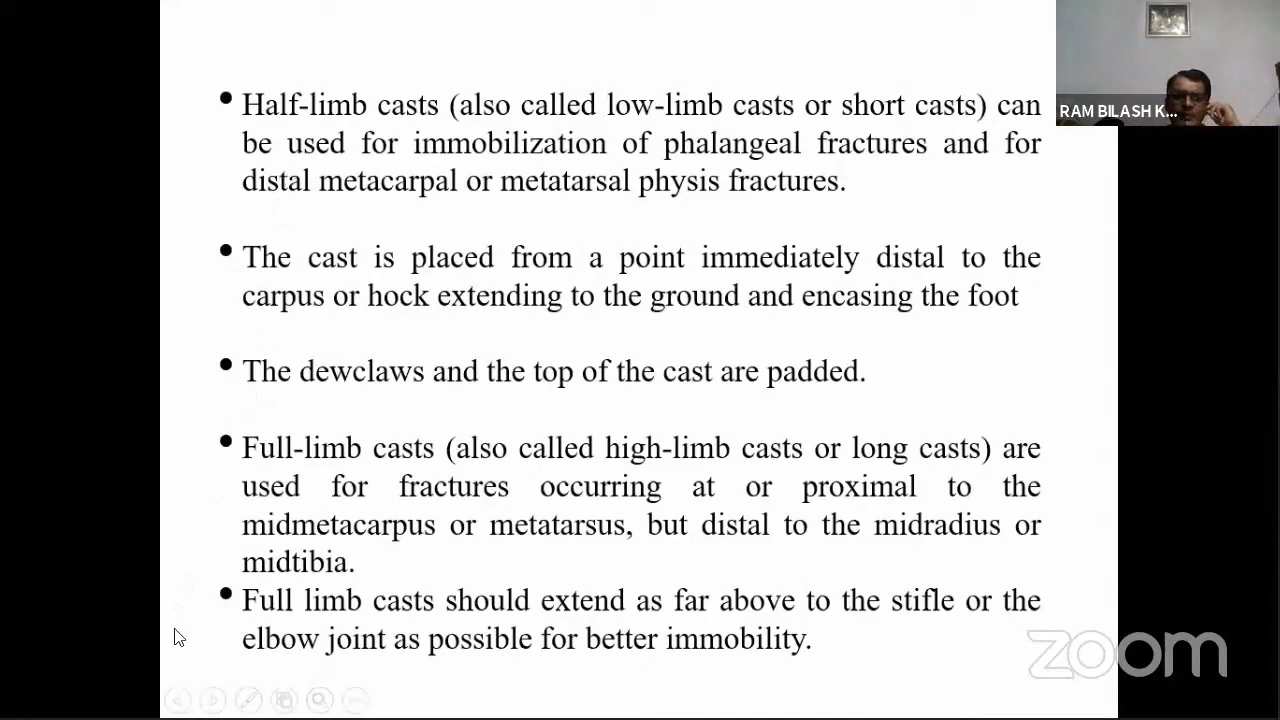 • Half-limb casts (also called low-limb casts or short casts) can
be used for immobilization of phalangeal fractures and for
distal metacarpal or metatarsal physis fractures.
• The cast is placed from a point immediately distal to the
carpus or hock extending to the ground and encasing the foot
• The dewclaws and the top of the cast are padded.
• Full-limb casts (also called high-limb casts or long casts) are
used for fractures occurring at or proximal to the
midmetacarpus or metatarsus, but distal to the midradius or
midtibia.
• Full limb casts should extend as far above to the stifle or the
elbow joint as possible for better immobility.
RAM BILASH K...
zoom